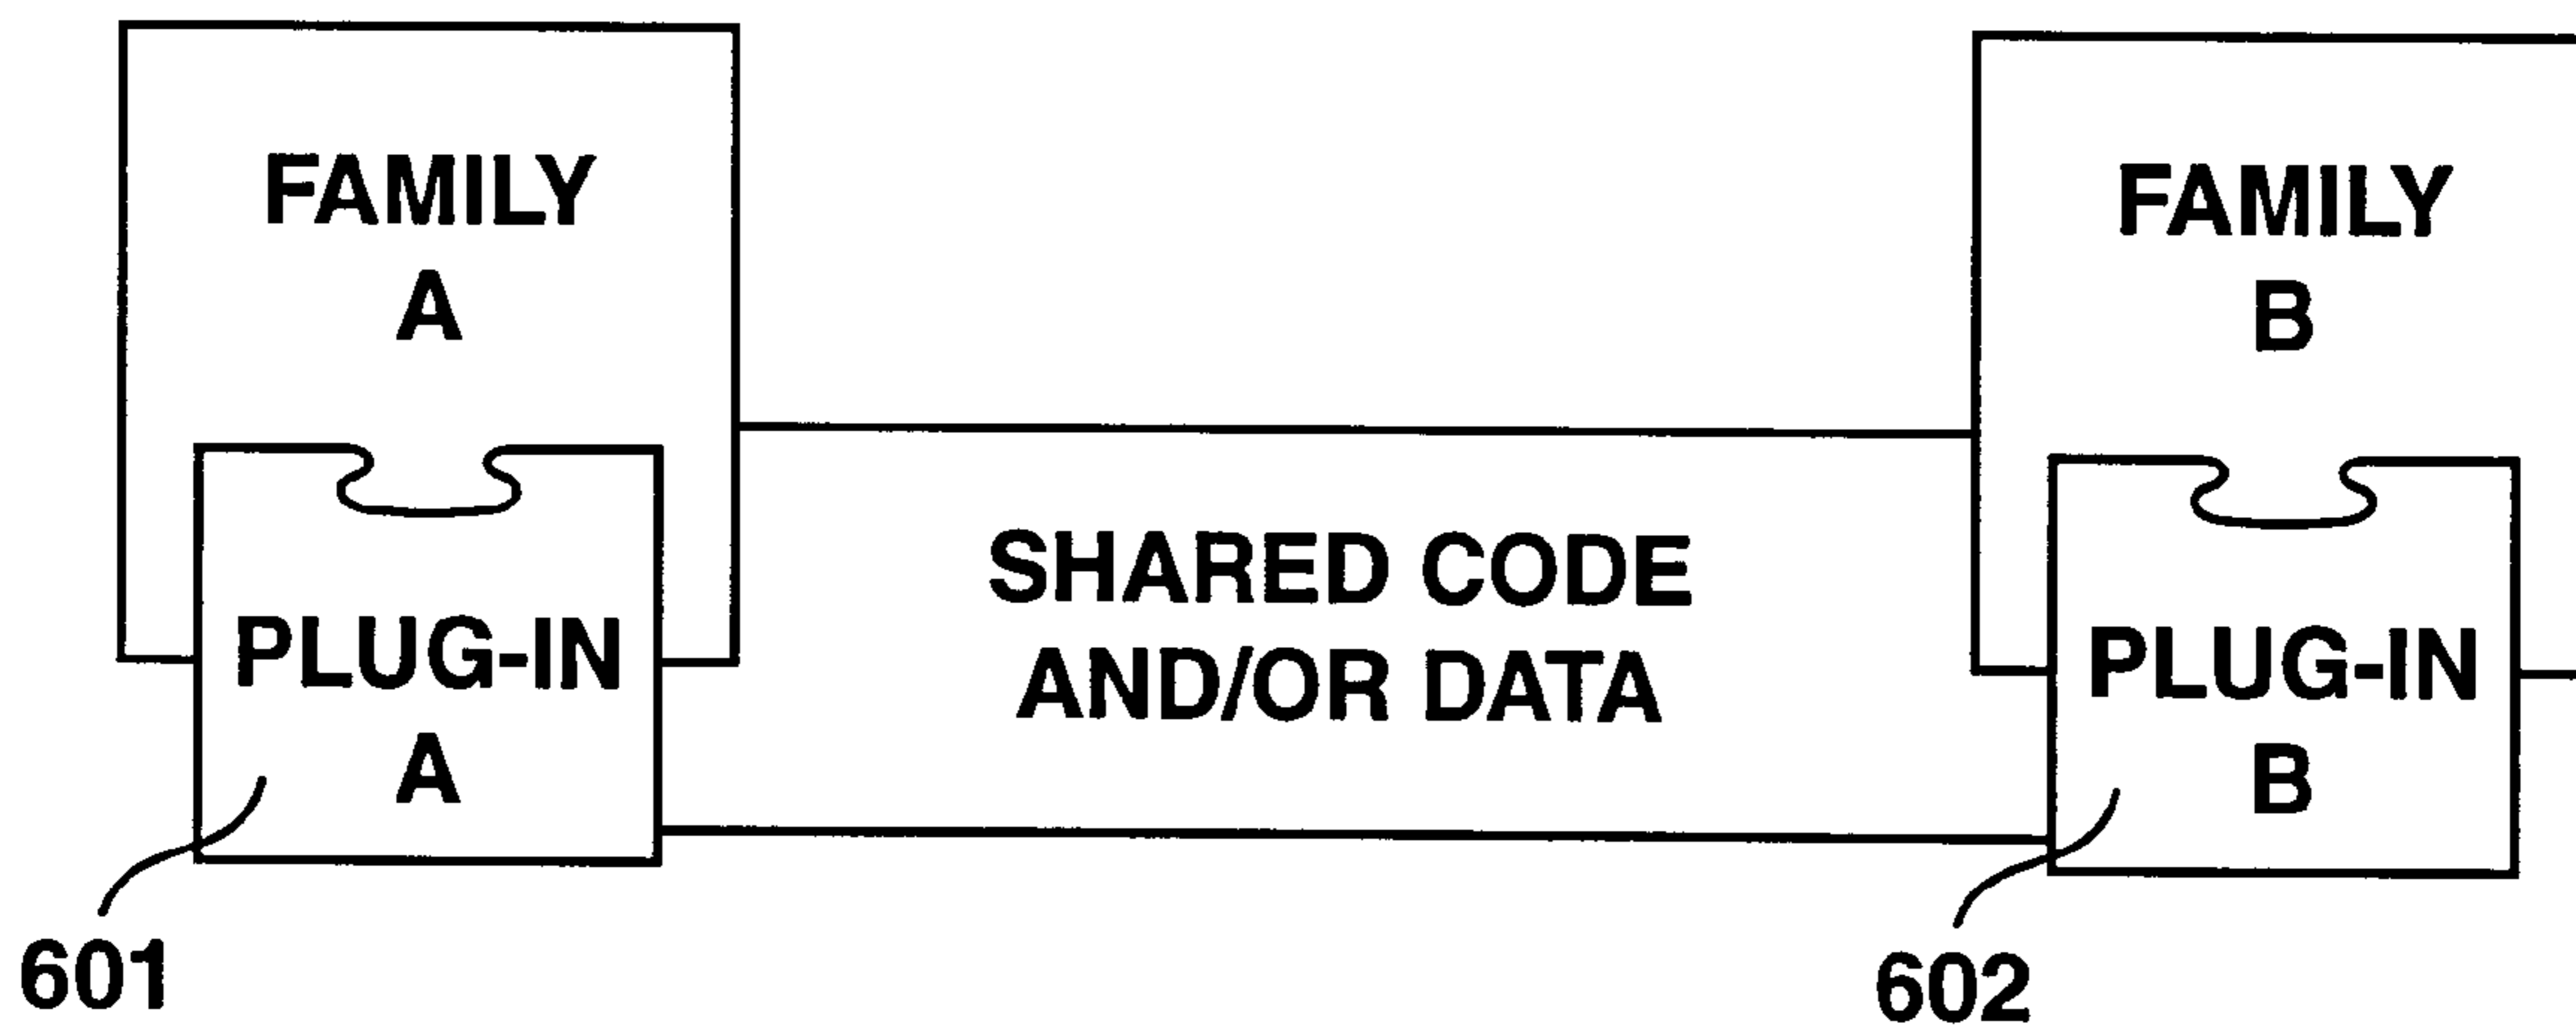 FAMILY
A
FAMILY
B
SHARED CODE
AND/OR DATA
PLUG-IN
A
PLUG-IN
B
601
602